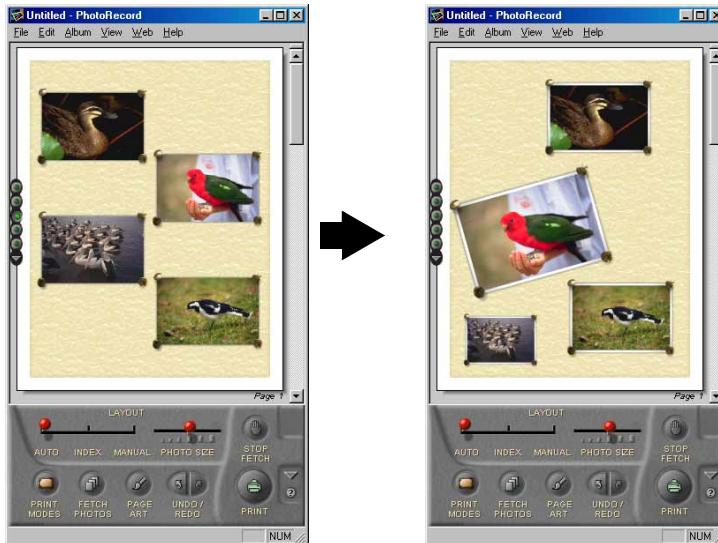 Untitled - PhotoRecord
File Edit Album View Web Help
Page 1
LAYOUT
AUTO INDEX MANUAL PHOTO SIZE STOP FETCH
PRINT MODES FETCH PHOTOS PAGE ART UNDO / REDO PRINT
NUM
Untitled - PhotoRecord
File Edit Album View Web Help
Page 1
LAYOUT
AUTO INDEX MANUAL PHOTO SIZE STOP FETCH
PRINT MODES FETCH PHOTOS PAGE ART UNDO / REDO PRINT
NUM